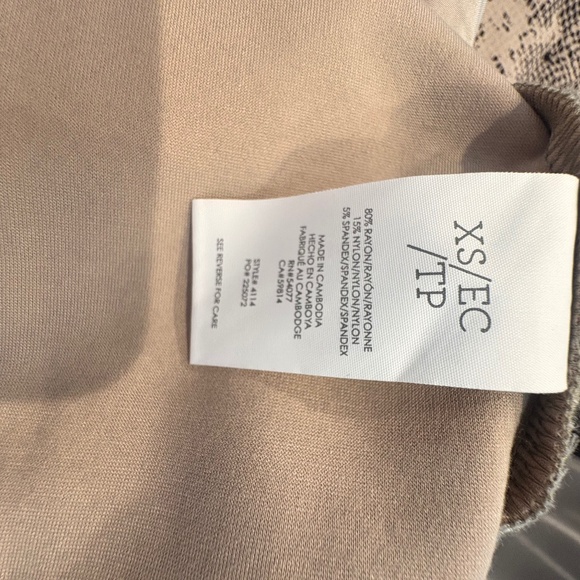 XS/EC
/TP
80% RAYON/RAYÓN/RAYONNE
15% NYLON/NYLON/NYLON
5% SPANDEX/SPANDEX/SPANDEX
MADE IN CAMBODIA
HECHO EN CAMBOYA
FABRIQUÉ AU CAMBODGE
RN# 54077
CA#59814
STYLE# 4114
PO# 225072
SEE REVERSE FOR CARE